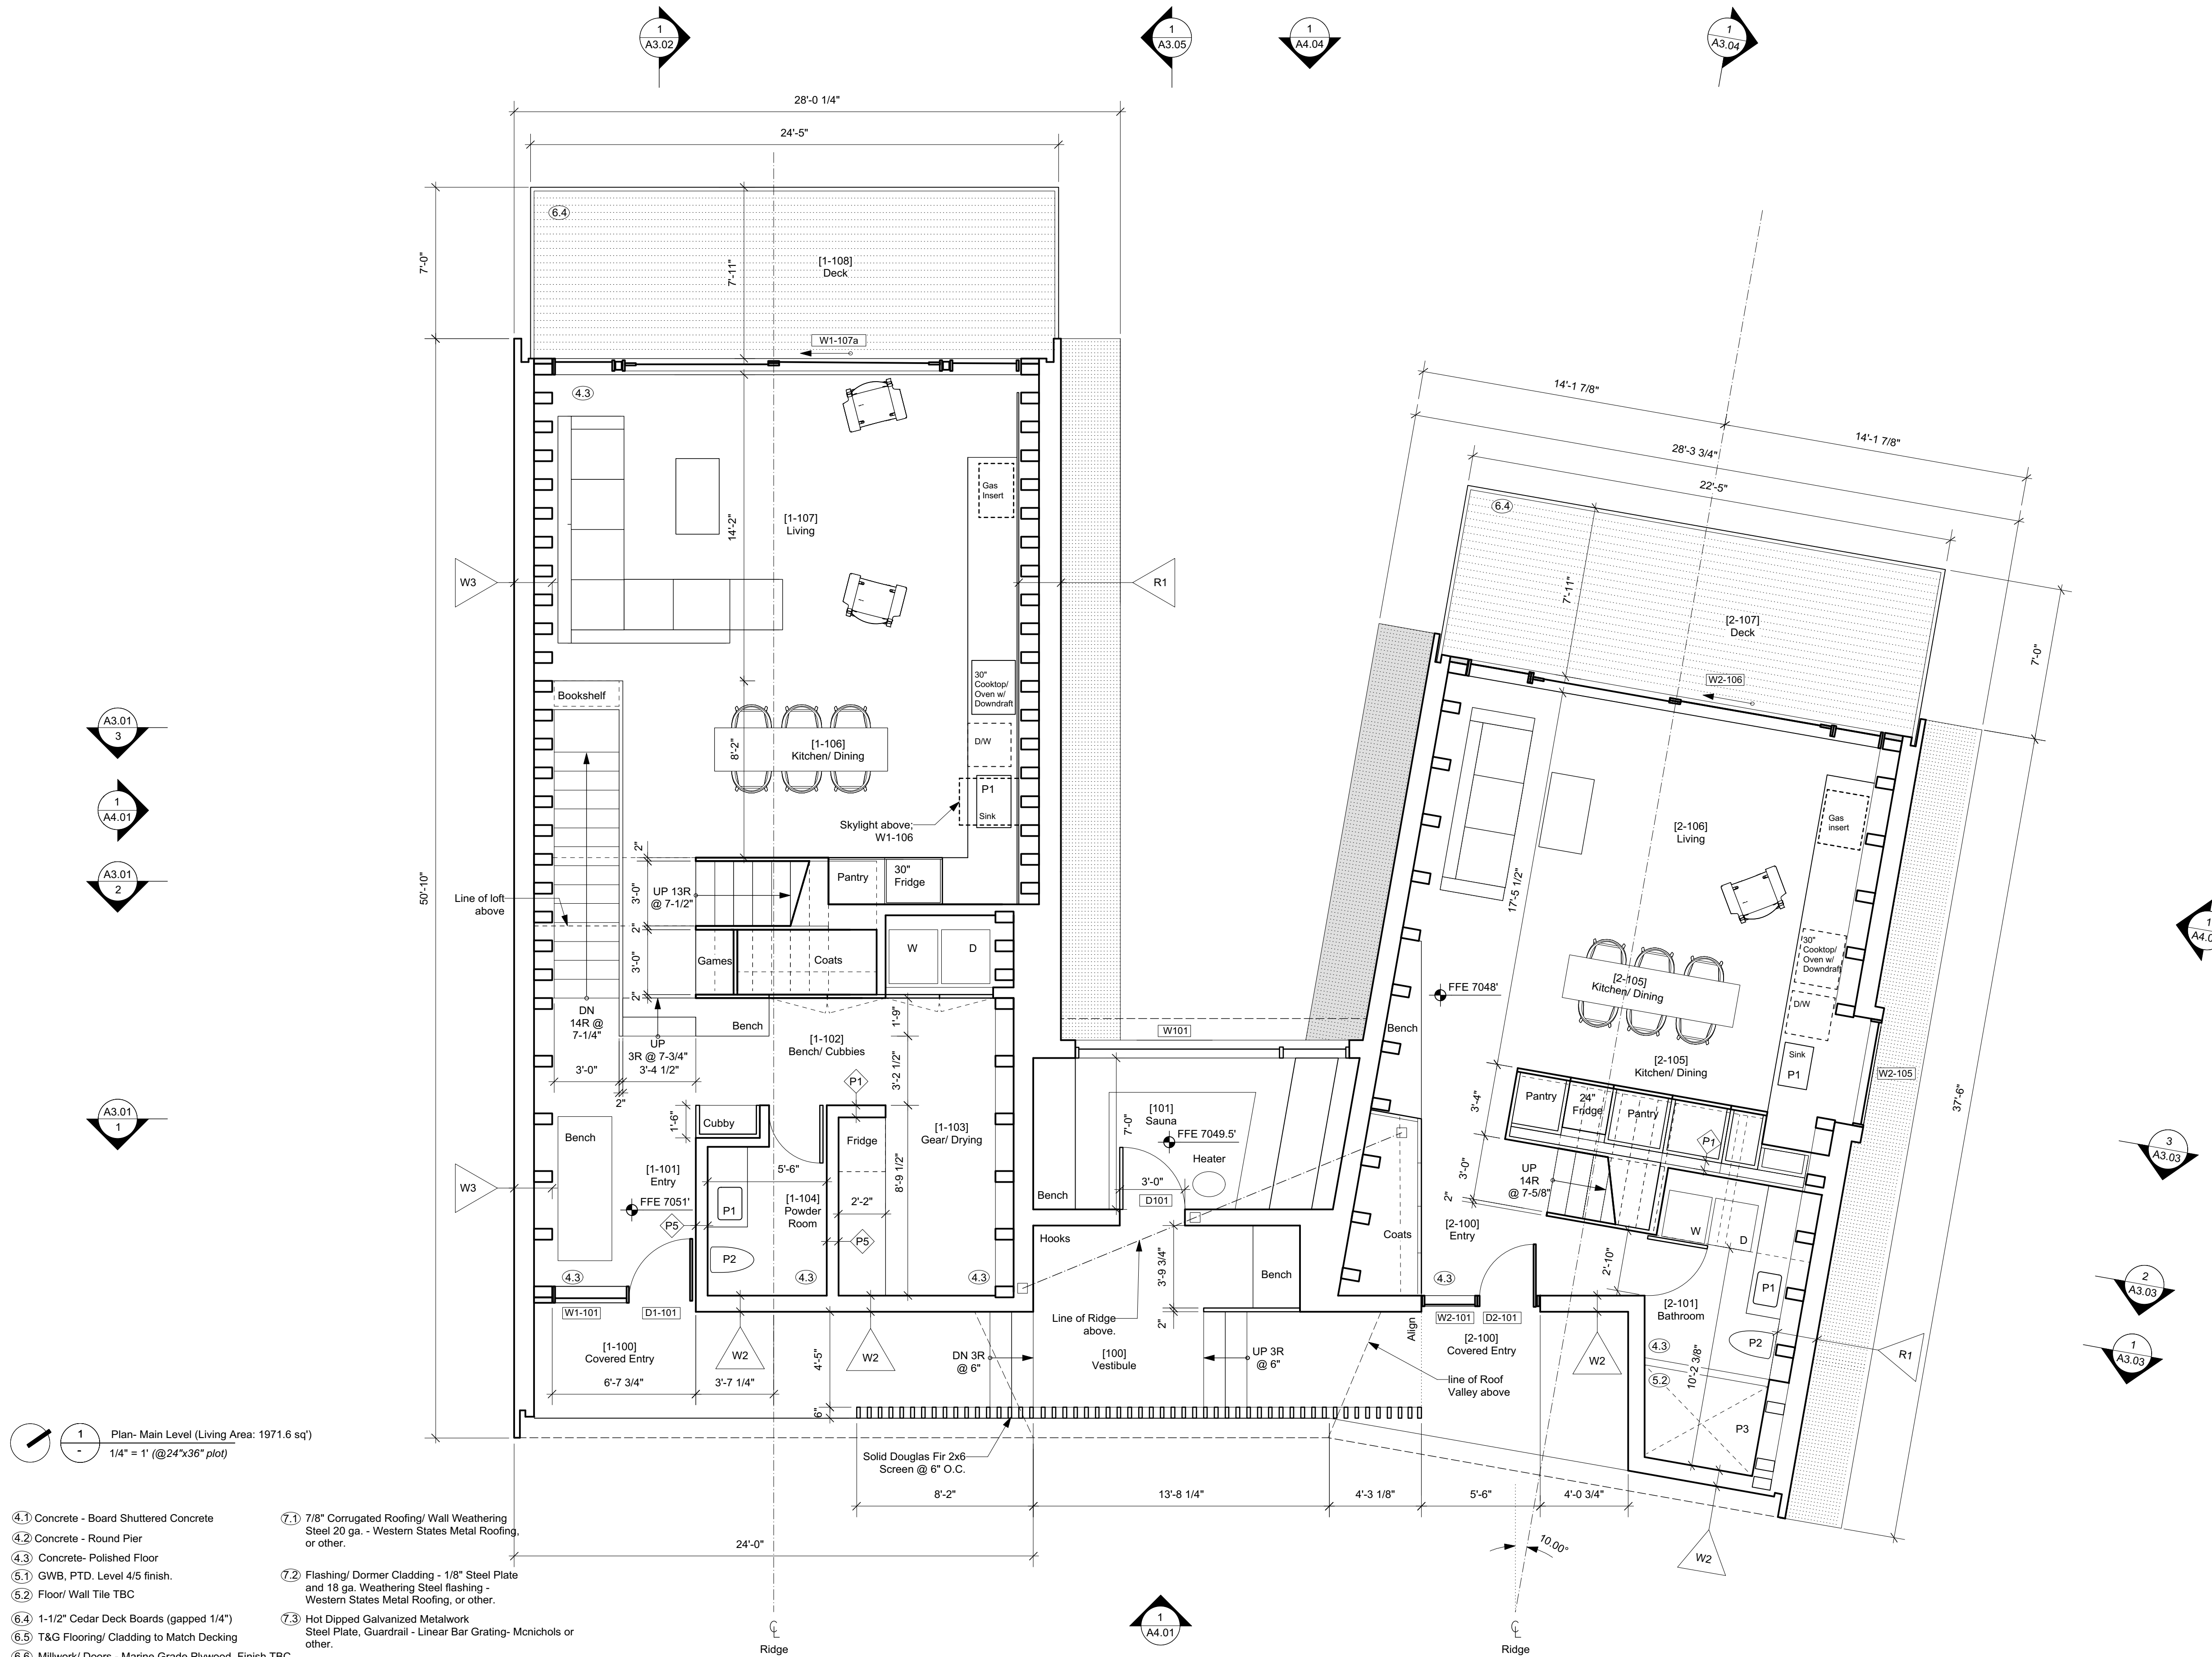 1
A3.02
1
A3.05
1
A4.04
1
A3.04
28'-0 1/4"
24'-5"
6.4
7'-0"
7'-11"
[1-108]
Deck
W1-107a
4.3
14'-1 7/8"
14'-1 7/8"
28'-3 3/4"
22'-5"
6.4
7'-11"
[2-107]
Deck
7'-0"
W2-106
Gas
Insert
14'-2"
[1-107]
Living
W3
R1
30"
Cooktop/
Oven w/
Downdraft
Bookshelf
A3.01
3
[1-106]
Kitchen/ Dining
8'-2"
D/W
P1
Sink
1
A4.01
Skylight above;
W1-106
Gas
insert
[2-106]
Living
2"
A3.01
2
50'-10"
Pantry
30"
Fridge
UP 13R
@ 7-1/2"
3'-0"
Line of loft
above
17'-5 1/2"
2"
Games
Coats
W
D
3'-0"
2"
30"
Cooktop/
Oven w/
Downdraft
1
[2-105]
Kitchen/ Dining
FFE 7048'
D/W
DN
14R @
7-1/4"
Bench
1'-9"
Bench
W101
UP
3R @ 7-3/4"
[1-102]
Bench/ Cubbies
3'-0"
3'-4 1/2"
3'-2 1/2"
2"
P1
[2-105]
Kitchen/ Dining
Sink
P1
W2-105
37'-6"
A3.01
1
1'-6"
Cubby
Bench
Fridge
[1-103]
Gear/ Drying
7'-0"
[101]
Sauna
FFE 7049.5'
Heater
3'-4"
Pantry
24"
Fridge
Pantry
P1
3
A3.03
[1-101]
Entry
5'-6"
8'-9 1/2"
3'-0"
D101
Bench
3'-0"
UP
14R
@ 7-5/8"
W3
FFE 7051'
P1
[1-104]
Powder
Room
2'-2"
2"
P5
P5
Hooks
Coats
[2-100]
Entry
W
D
P2
4.3
4.3
4.3
3'-9 3/4"
Bench
4.3
2'-10"
P1
2
A3.03
W1-101
D1-101
Line of Ridge
above.
2"
Align
W2-101
D2-101
[2-101]
Bathroom
[1-100]
Covered Entry
W2
W2
4'-5"
DN 3R
@ 6"
[100]
Vestibule
UP 3R
@ 6"
[2-100]
Covered Entry
W2
4.3
P2
R1
1
A3.03
6'-7 3/4"
3'-7 1/4"
line of Roof
Valley above
5.2
10'-2 3/8"
6"
P3
1
-
Plan- Main Level (Living Area: 1971.6 sq')
1/4" = 1' (@24"x36" plot)
Solid Douglas Fir 2x6
Screen @ 6" O.C.
8'-2"
13'-8 1/4"
4'-3 1/8"
5'-6"
4'-0 3/4"
24'-0"
10.00°
W2
4.1 Concrete - Board Shuttered Concrete
4.2 Concrete - Round Pier
4.3 Concrete- Polished Floor
5.1 GWB, PTD. Level 4/5 finish.
5.2 Floor/ Wall Tile TBC
6.4 1-1/2" Cedar Deck Boards (gapped 1/4")
6.5 T&G Flooring/ Cladding to Match Decking
6.6 Millwork/ Doors - Marine Grade Plywood. Finish TBC
7.1 7/8" Corrugated Roofing/ Wall Weathering
Steel 20 ga. - Western States Metal Roofing,
or other.
7.2 Flashing/ Dormer Cladding - 1/8" Steel Plate
and 18 ga. Weathering Steel flashing -
Western States Metal Roofing, or other.
7.3 Hot Dipped Galvanized Metalwork
Steel Plate, Guardrail - Linear Bar Grating- Mcnichols or
other.
℄
Ridge
1
A4.01
℄
Ridge